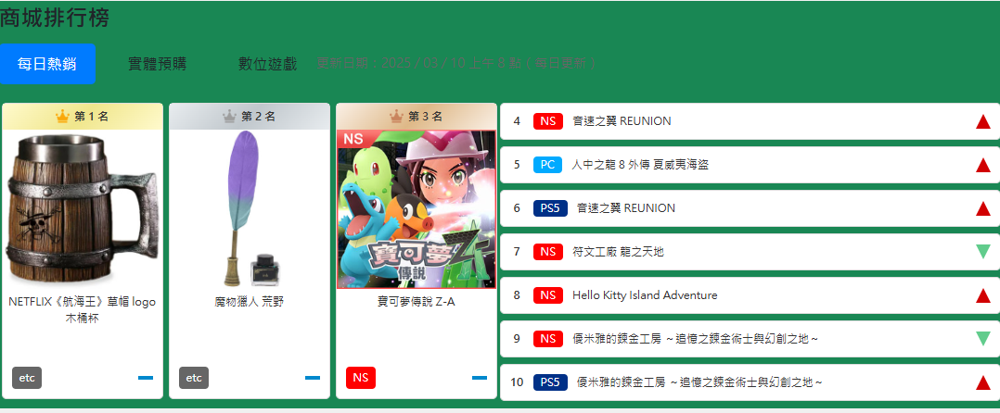 商城排行榜
每日熱銷 實體預購 數位遊戲 更新日期：2025 / 03 / 10 上午 8 點 ( 每日更新 )
第 1 名
NETFLIX《航海王》草帽 logo
木桶杯
etc
第 2 名
魔物獵人 荒野
etc
第 3 名
NS
寶可夢
傳說 Z-A
寶可夢傳說 Z-A
NS
4 NS 音速之翼 REUNION
5 PC 人中之龍 8 外傳 夏威夷海盜
6 PS5 音速之翼 REUNION
7 NS 符文工廠 龍之天地
8 NS Hello Kitty Island Adventure
9 NS 優米雅的鍊金工房 ～追憶之鍊金術士與幻創之地～
10 PS5 優米雅的鍊金工房 ～追憶之鍊金術士與幻創之地～